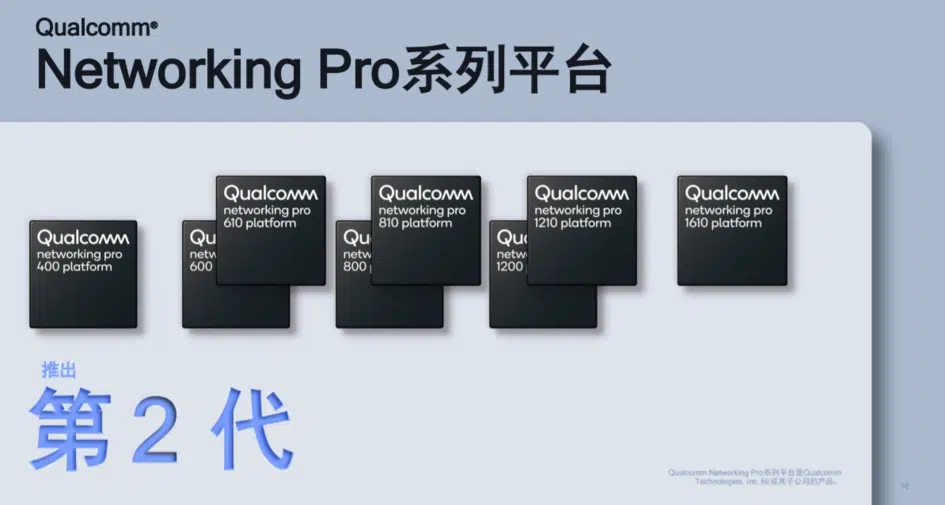 Qualcomm®
Networking Pro系列平台
Qualcomm
networking pro
610 platform
Qualcomm
networking pro
810 platform
Qualcomm
networking pro
1210 platform
Qualcomm
networking pro
1610 platform
Qualcomm
networking pro
400 platform
Qu
netw
600
Qu
netw
800
Qu
netw
1200
推出
第2代
Qualcomm Networking Pro系列平台是Qualcomm
Technologies, Inc.和/或其子公司的产品。
16